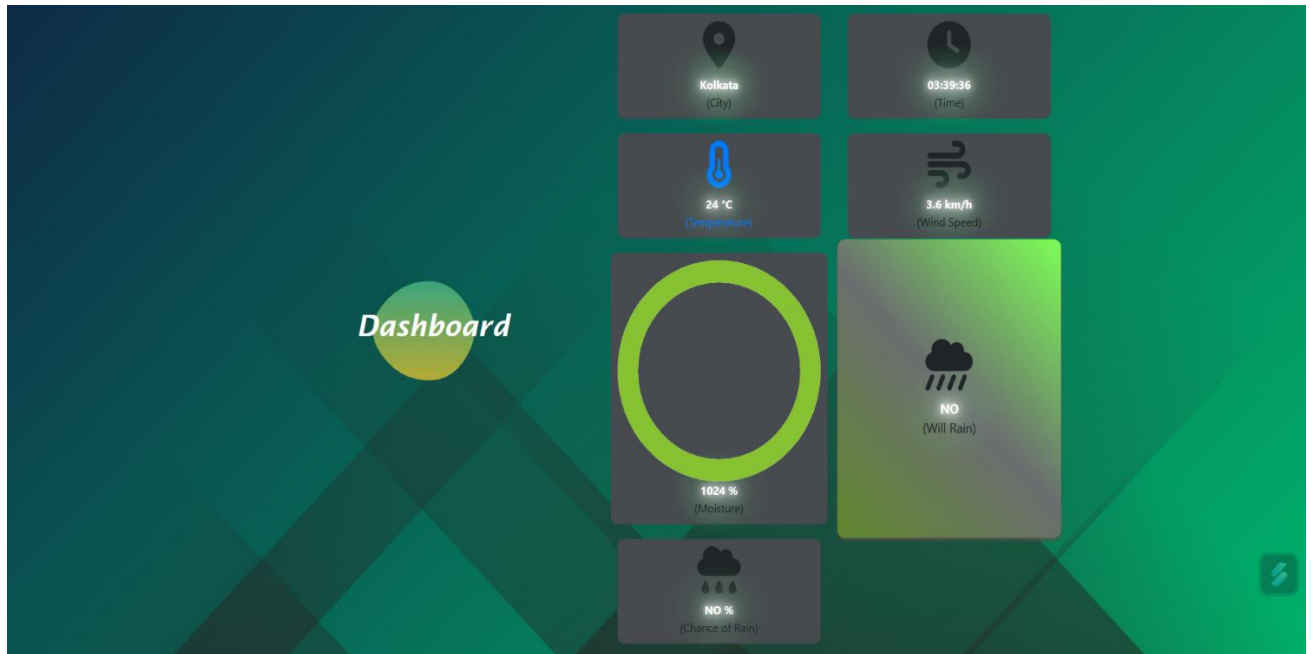 Dashboard
Kolkata
(City)
03:39:36
(Time)
24 °C
(Temperature)
3.6 km/h
(Wind Speed)
1024 %
(Moisture)
NO
(Will Rain)
NO %
(Chance of Rain)